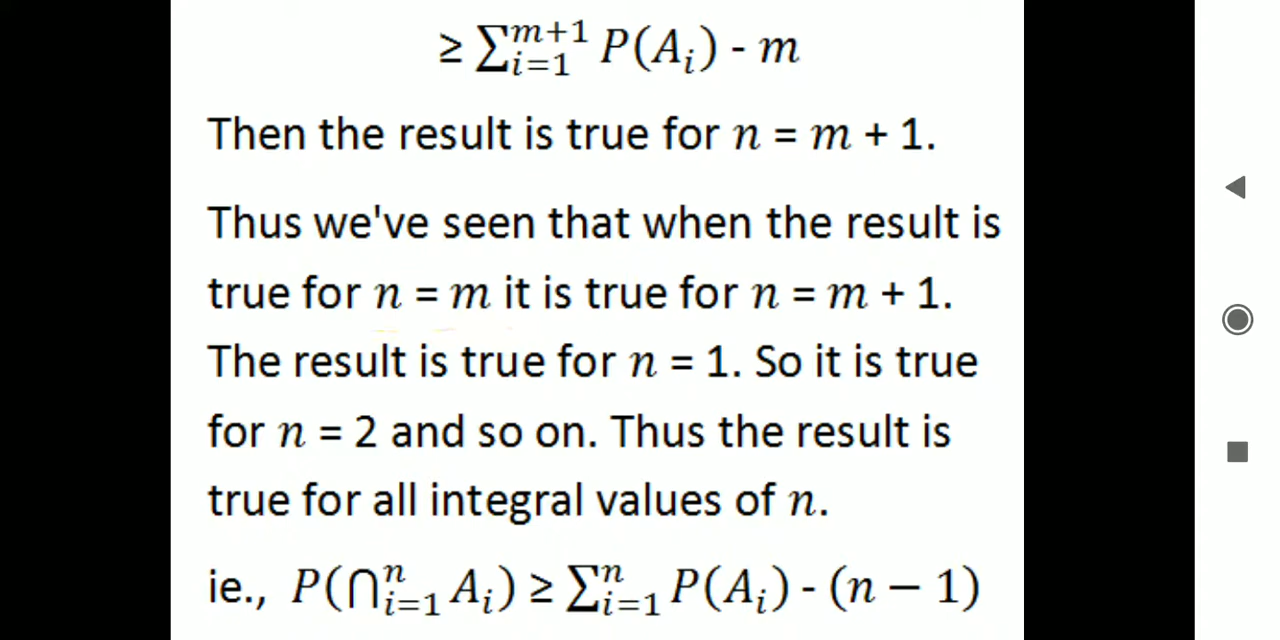 ≥ ∑_{i=1}^{m+1} P(A_i) - m
Then the result is true for n = m + 1.
Thus we've seen that when the result is
true for n = m it is true for n = m + 1.
The result is true for n = 1. So it is true
for n = 2 and so on. Thus the result is
true for all integral values of n.
ie., P(⋂_{i=1}^{n} A_i) ≥ ∑_{i=1}^{n} P(A_i) - (n − 1)